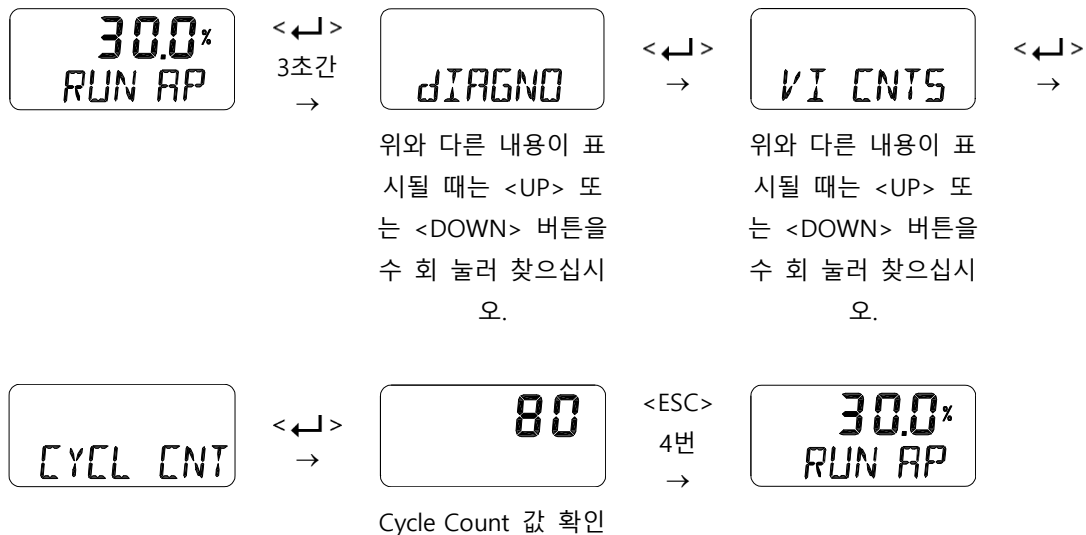 30.0%
RUN AP
<↵>
3초간
→
dIAGNO
<↵>
→
VI CNTS
<↵>
→
위와 다른 내용이 표
시될 때는 <UP> 또
는 <DOWN> 버튼을
수 회 눌러 찾으십시
오.
위와 다른 내용이 표
시될 때는 <UP> 또
는 <DOWN> 버튼을
수 회 눌러 찾으십시
오.
CYCL CNT
<↵>
→
80
<ESC>
4번
→
30.0%
RUN AP
Cycle Count 값 확인